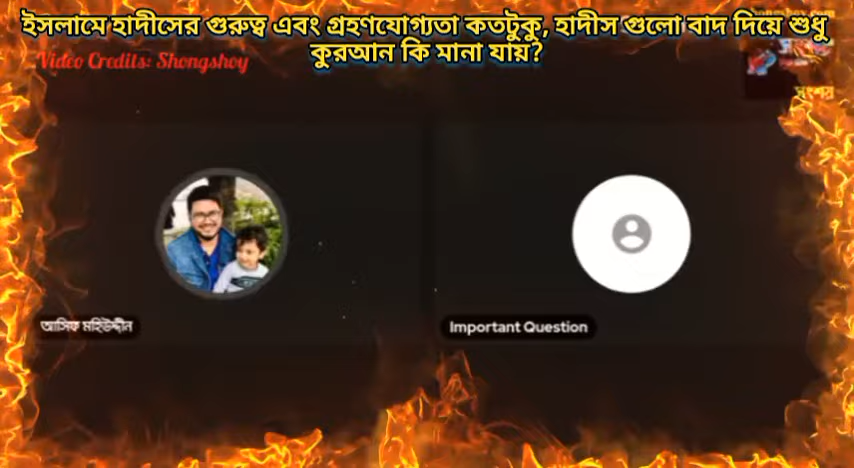 ইসলামে হাদীসের গুরুত্ব এবং গ্রহণযোগ্যতা কতটুকু, হাদীস গুলো বাদ দিয়ে শুধু
কুরআন কি মানা যায়?
Video Credits: Shongshoy
আসিফ মহিউদ্দীন
Important Question